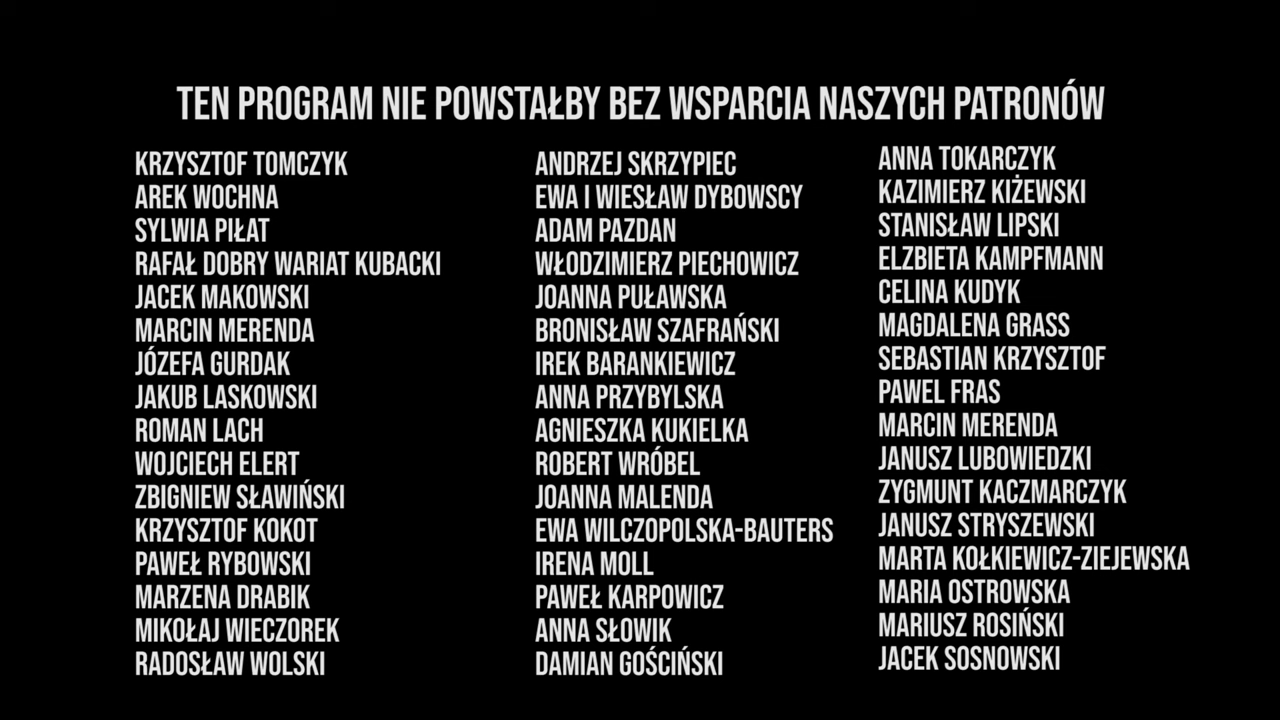 TEN PROGRAM NIE POWSTAŁBY BEZ WSPARCIA NASZYCH PATRONÓW
KRZYSZTOF TOMCZYK
AREK WOCHNA
SYLWIA PIŁAT
RAFAŁ DOBRY WARIAT KUBACKI
JACEK MAKOWSKI
MARCIN MERENDA
JÓZEFA GURDAK
JAKUB LASKOWSKI
ROMAN LACH
WOJCIECH ELERT
ZBIGNIEW SŁAWIŃSKI
KRZYSZTOF KOKOT
PAWEŁ RYBOWSKI
MARZENA DRABIK
MIKOŁAJ WIECZOREK
RADOSŁAW WOLSKI
ANDRZEJ SKRZYPIEC
EWA I WIESŁAW DYBOWSCY
ADAM PAZDAN
WŁODZIMIERZ PIECHOWICZ
JOANNA PUŁAWSKA
BRONISŁAW SZAFRAŃSKI
IREK BARANKIEWICZ
ANNA PRZYBYLSKA
AGNIESZKA KUKIELKA
ROBERT WRÓBEL
JOANNA MALENDA
EWA WILCZOPOLSKA-BAUTERS
IRENA MOLL
PAWEŁ KARPOWICZ
ANNA SŁOWIK
DAMIAN GOŚCIŃSKI
ANNA TOKARCZYK
KAZIMIERZ KIŻEWSKI
STANISŁAW LIPSKI
ELZBIETA KAMPFMANN
CELINA KUDYK
MAGDALENA GRASS
SEBASTIAN KRZYSZTOF
PAWEL FRAS
MARCIN MERENDA
JANUSZ LUBOWIEDZKI
ZYGMUNT KACZMARCZYK
JANUSZ STRYSZEWSKI
MARTA KOŁKIEWICZ-ZIEJEWSKA
MARIA OSTROWSKA
MARIUSZ ROSIŃSKI
JACEK SOSNOWSKI